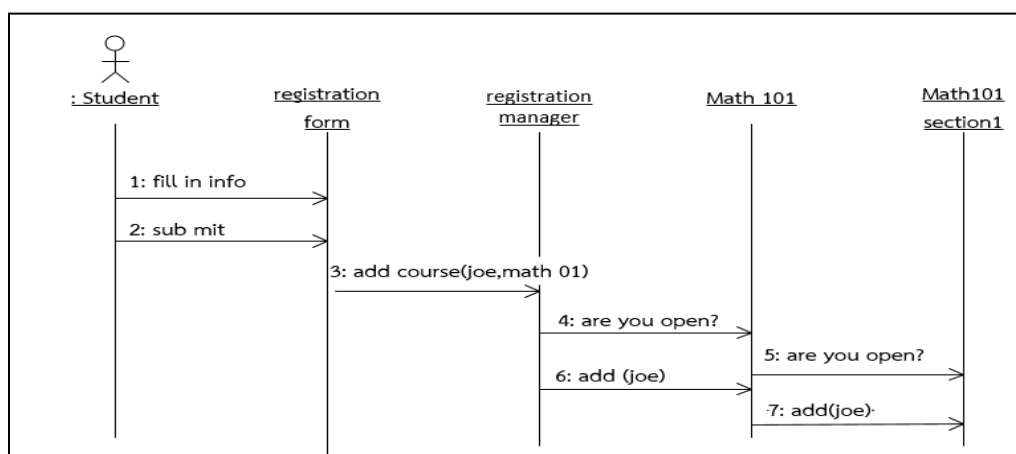 : Student
registration
form
registration
manager
Math 101
Math101
section1
1: fill in info
2: sub mit
3: add course(joe,math 01)
4: are you open?
5: are you open?
6: add (joe)
·7: add(joe)·